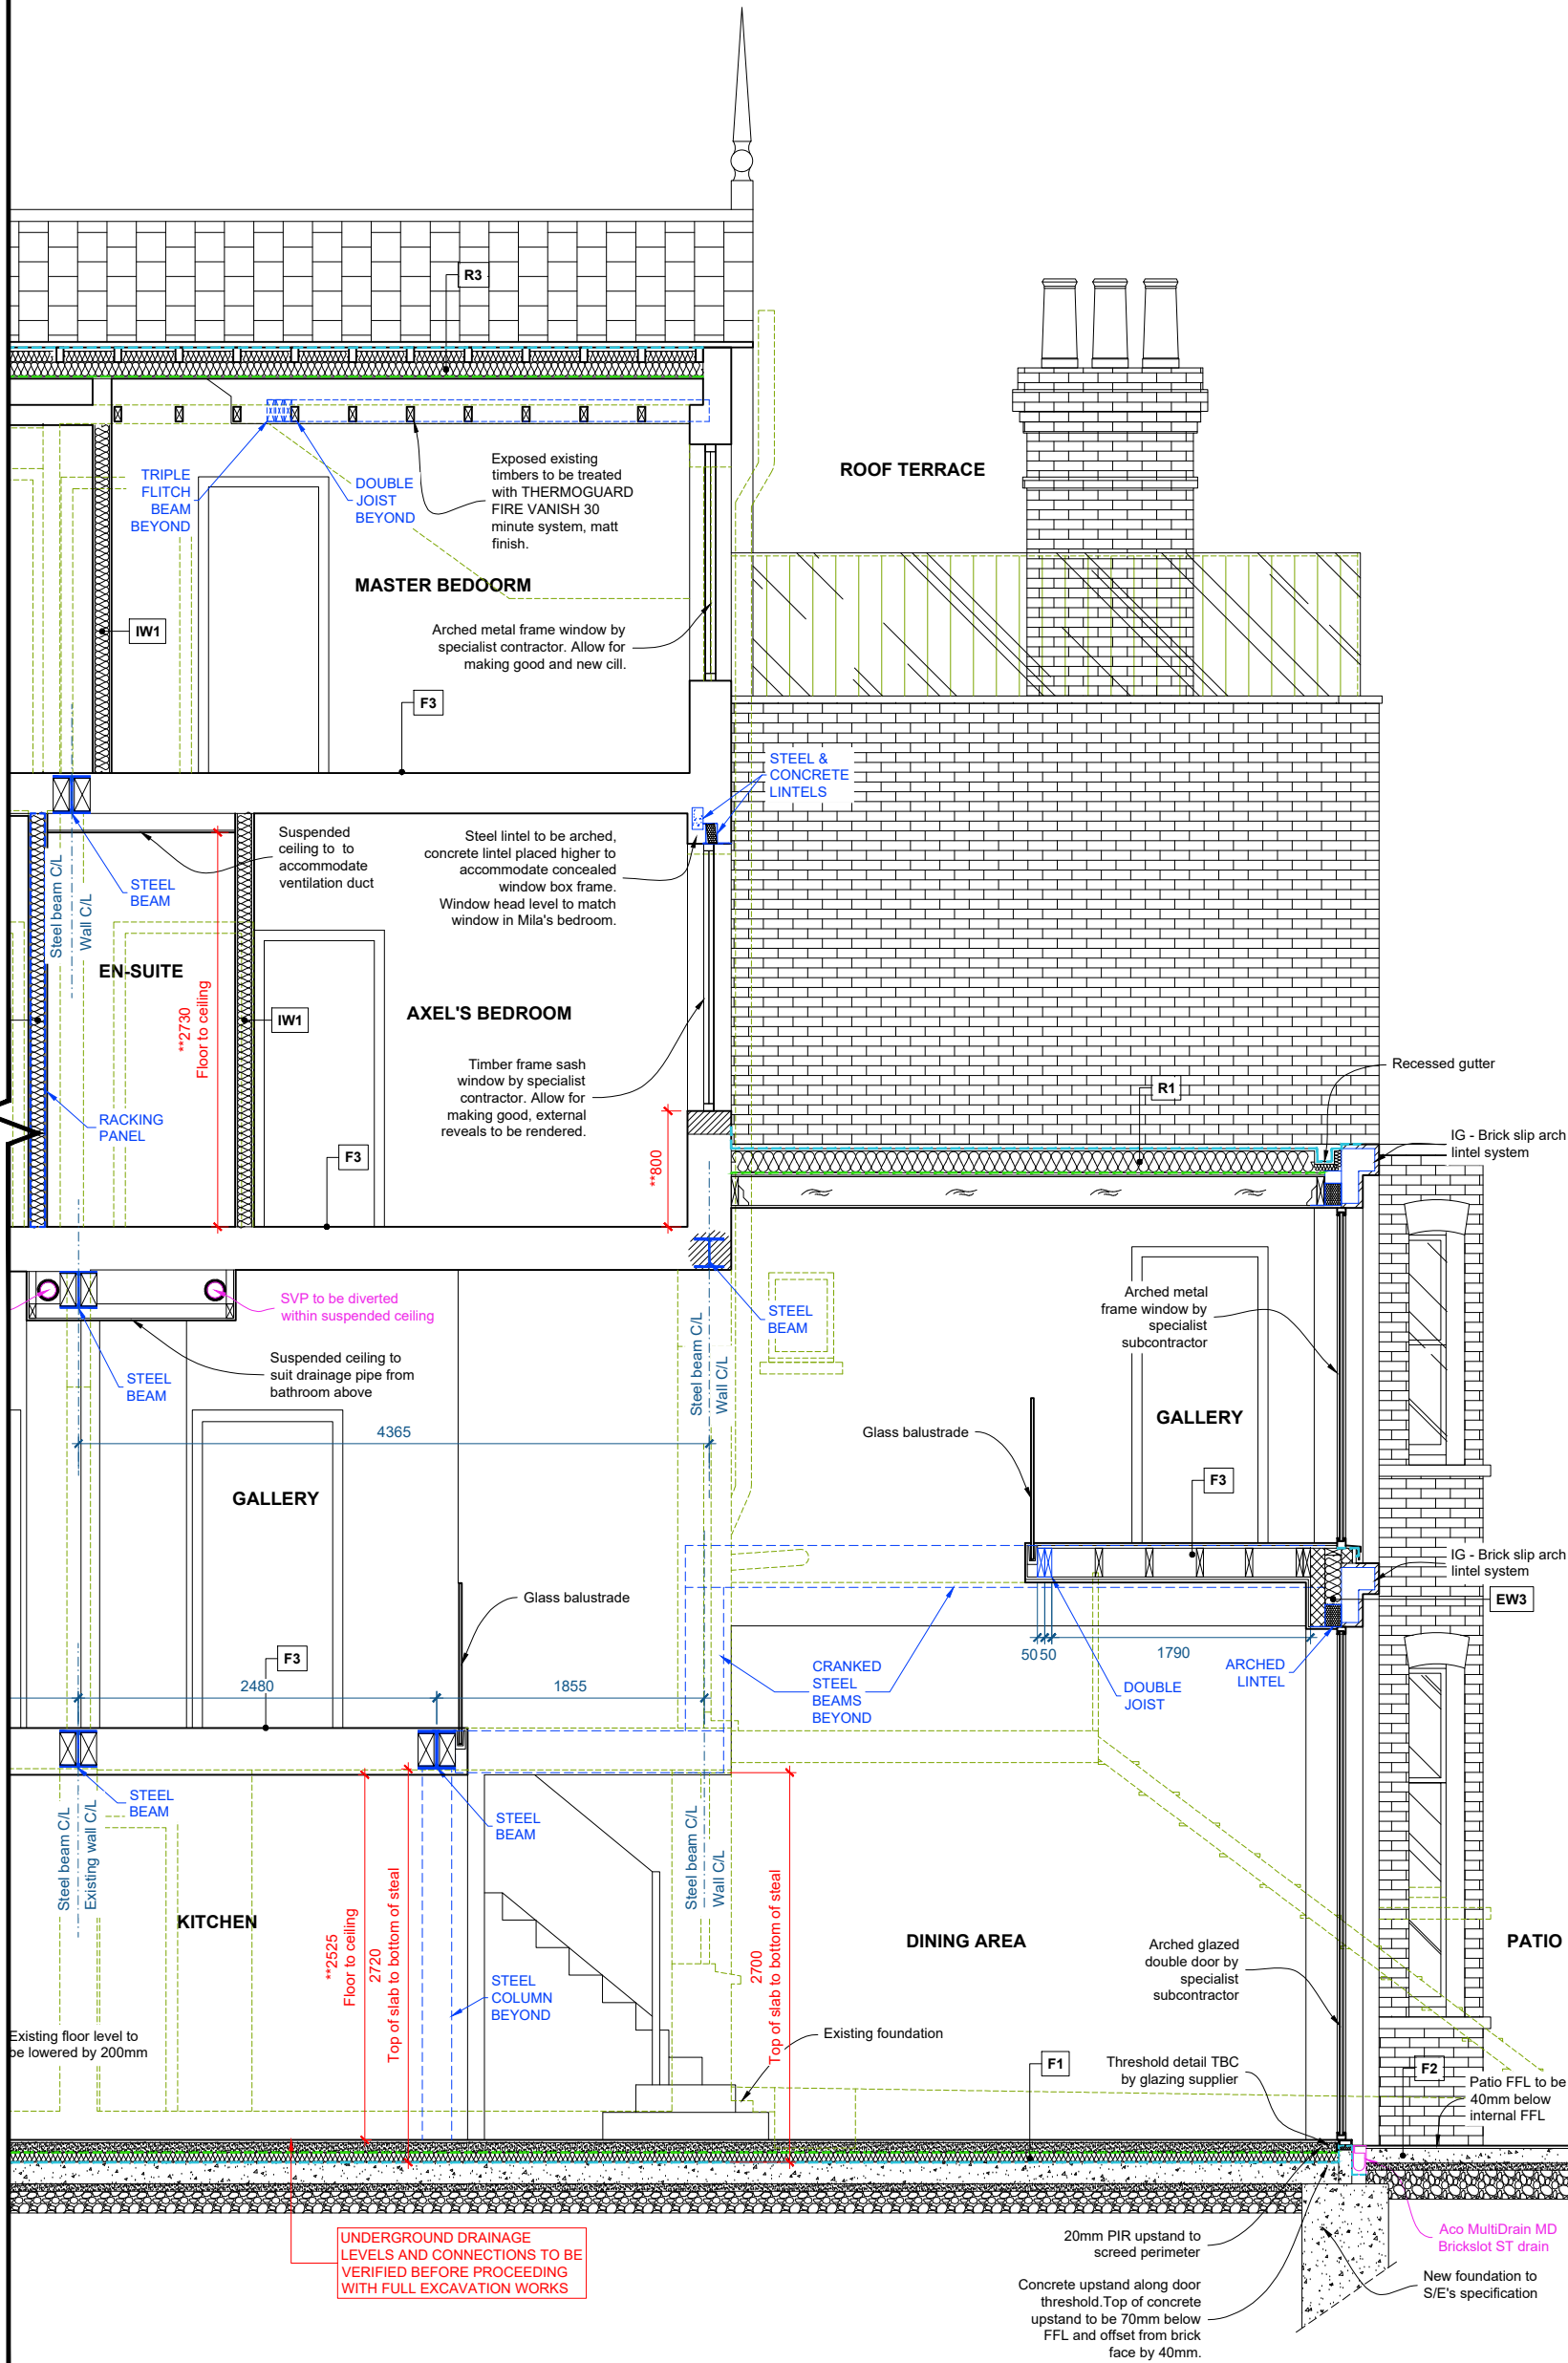 R3
TRIPLE
FLITCH
BEAM
BEYOND
DOUBLE
JOIST
BEYOND
Exposed existing
timbers to be treated
with THERMOGUARD
FIRE VANISH 30
minute system, matt
finish.
ROOF TERRACE
MASTER BEDOORM
IW1
Arched metal frame window by
specialist contractor. Allow for
making good and new cill.
F3
STEEL &
CONCRETE
LINTELS
Suspended
ceiling to to
accommodate
ventilation duct
Steel lintel to be arched,
concrete lintel placed higher to
accommodate concealed
window box frame.
Window head level to match
window in Mila's bedroom.
STEEL
BEAM
Steel beam C/L
Wall C/L
EN-SUITE
**2730
Floor to ceiling
IW1
AXEL'S BEDROOM
Timber frame sash
window by specialist
contractor. Allow for
making good, external
reveals to be rendered.
RACKING
PANEL
F3
**800
R1
Recessed gutter
IG - Brick slip arch
lintel system
SVP to be diverted
within suspended ceiling
STEEL
BEAM
Suspended ceiling to
suit drainage pipe from
bathroom above
STEEL
BEAM
Steel beam C/L
Wall C/L
Arched metal
frame window by
specialist
subcontractor
4365
Glass balustrade
GALLERY
F3
GALLERY
Glass balustrade
IG - Brick slip arch
lintel system
EW3
F3
2480
1855
CRANKED
STEEL
BEAMS
BEYOND
50
50
1790
DOUBLE
JOIST
ARCHED
LINTEL
STEEL
BEAM
STEEL
BEAM
Steel beam C/L
Existing wall C/L
Steel beam C/L
Wall C/L
KITCHEN
**2525
Floor to ceiling
2720
Top of slab to bottom of steal
STEEL
COLUMN
BEYOND
2700
Top of slab to bottom of steal
DINING AREA
Arched glazed
double door by
specialist
subcontractor
PATIO
Existing floor level to
be lowered by 200mm
Existing foundation
F1
Threshold detail TBC
by glazing supplier
F2
Patio FFL to be
40mm below
internal FFL
UNDERGROUND DRAINAGE
LEVELS AND CONNECTIONS TO BE
VERIFIED BEFORE PROCEEDING
WITH FULL EXCAVATION WORKS
20mm PIR upstand to
screed perimeter
Aco MultiDrain MD
Brickslot ST drain
Concrete upstand along door
threshold.Top of concrete
upstand to be 70mm below
FFL and offset from brick
face by 40mm.
New foundation to
S/E's specification